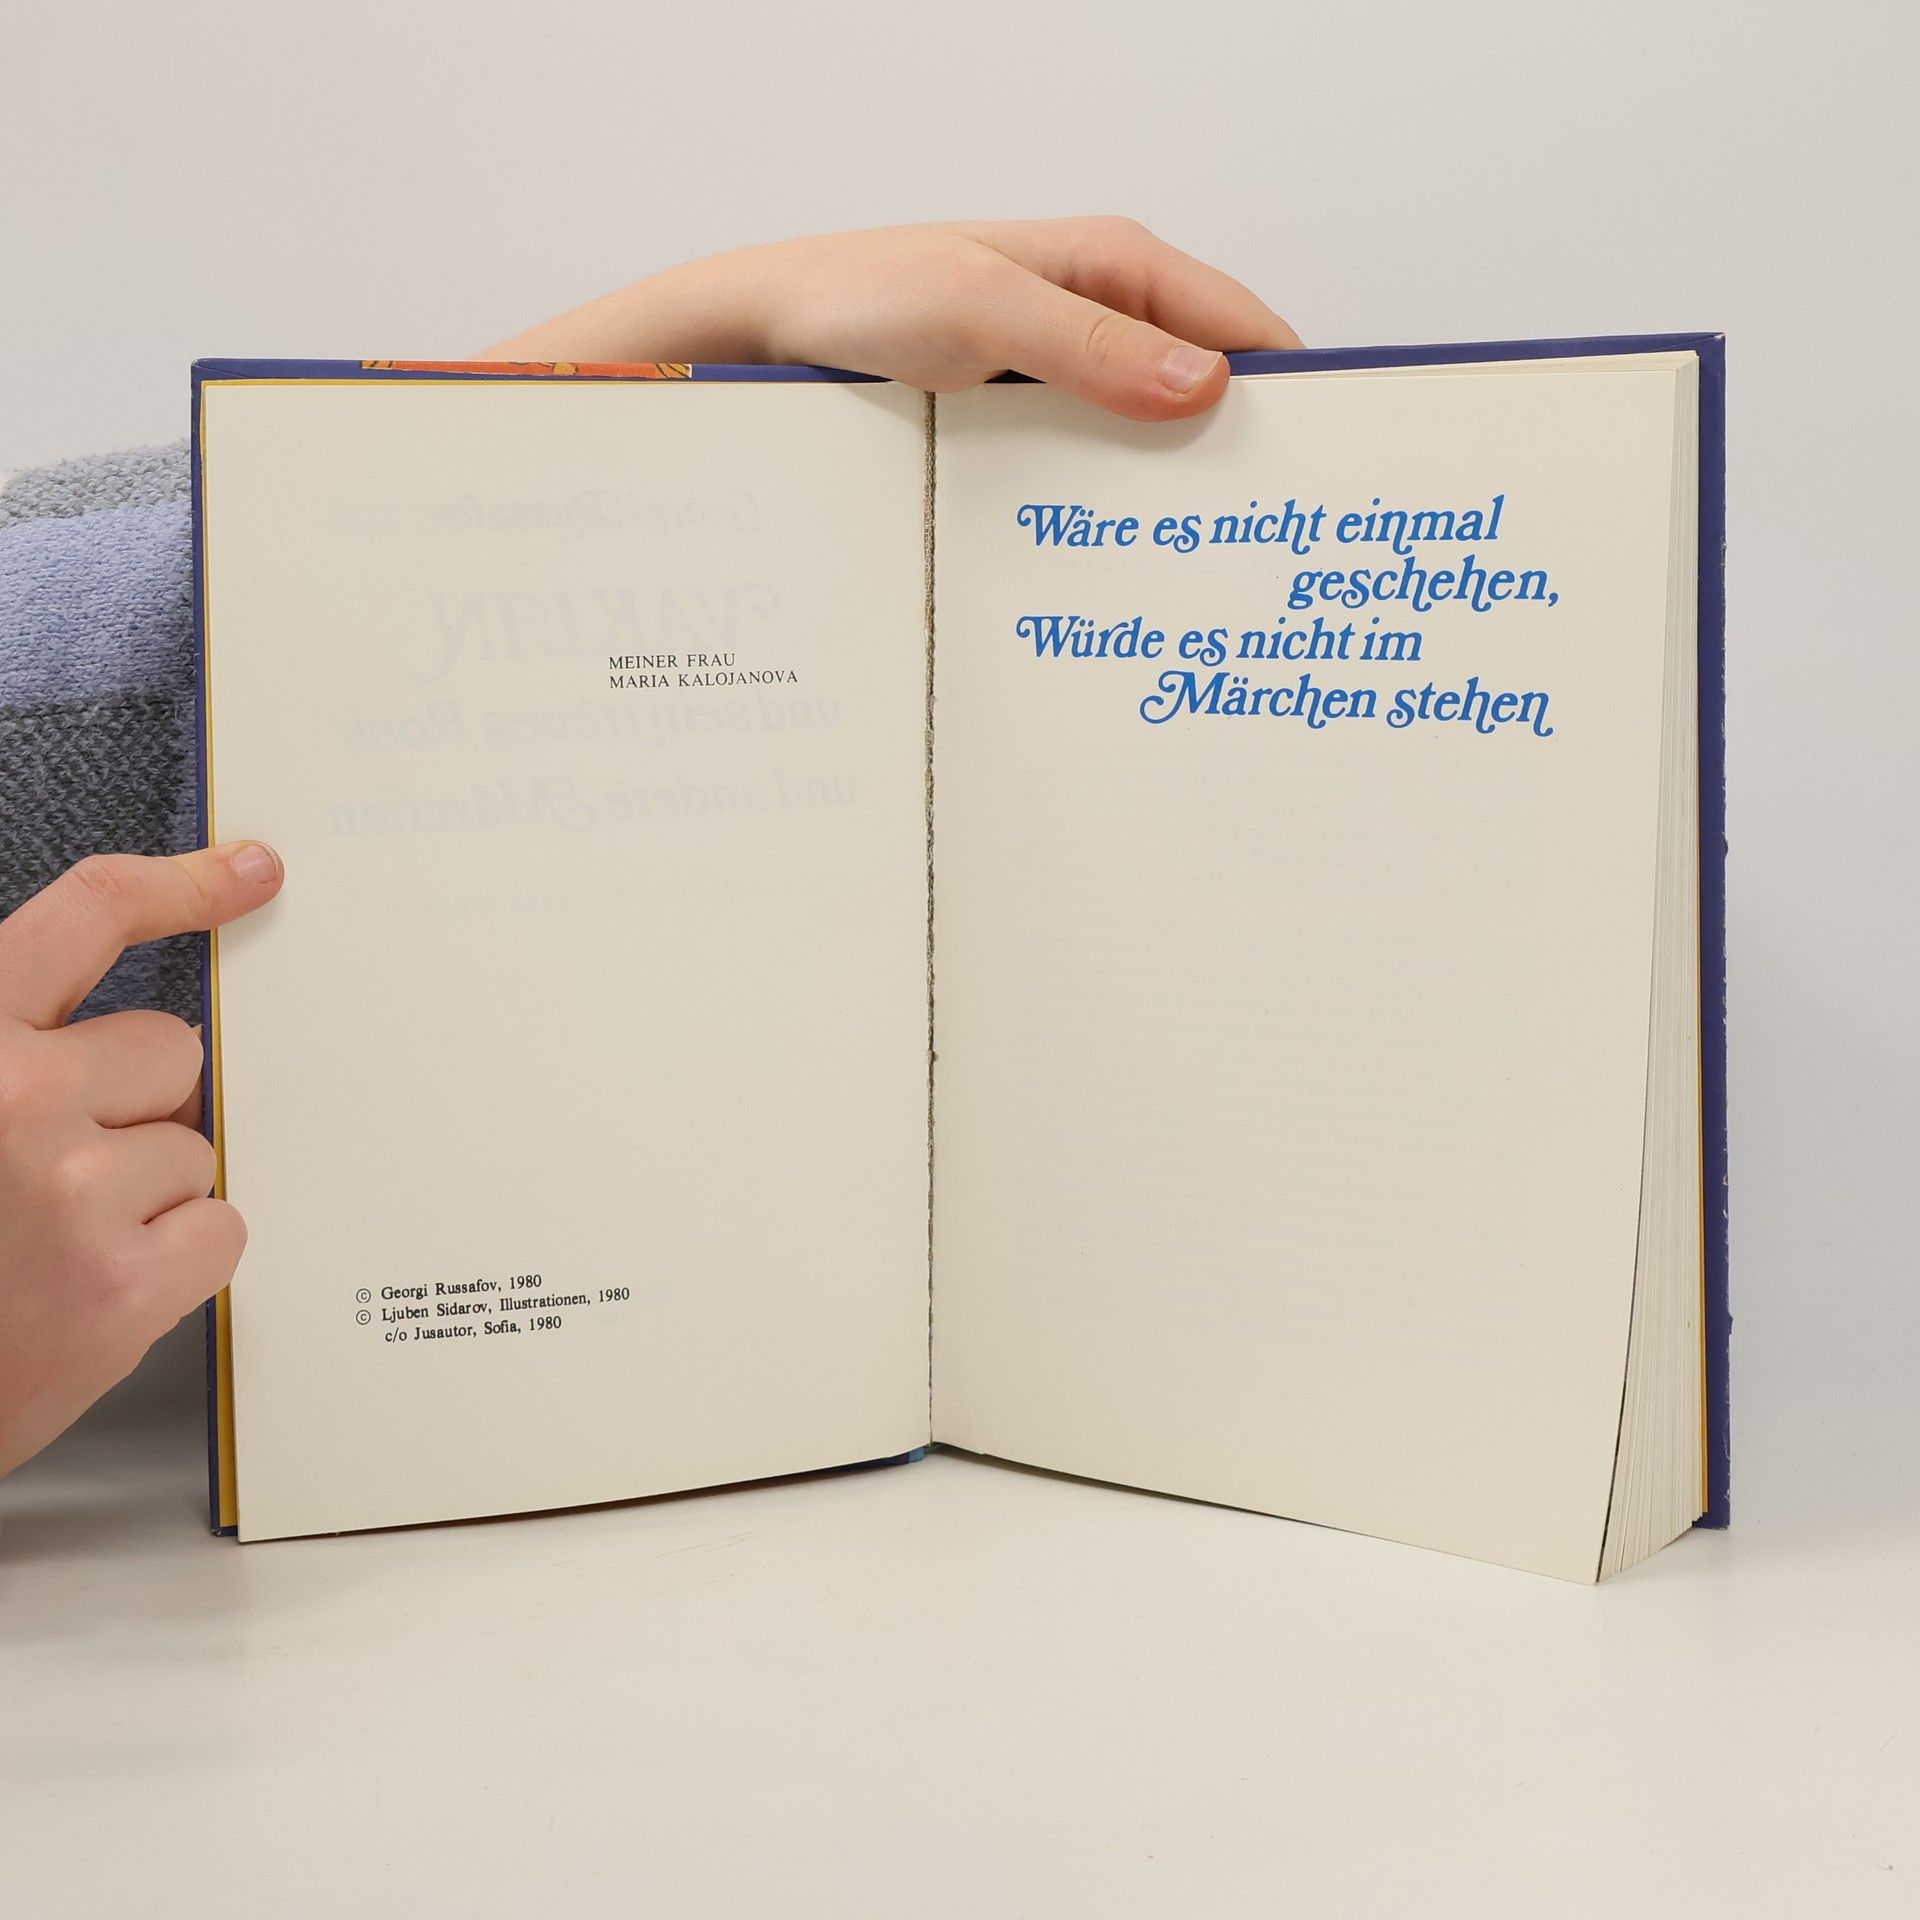 MEINER FRAU
MARIA KALOJANOVA
© Georgi Russafov, 1980
© Ljuben Sidarov, Illustrationen, 1980
c/o Jusautor, Sofia, 1980
Wäre es nicht einmal
geschehen,
Würde es nicht im
Märchen stehen